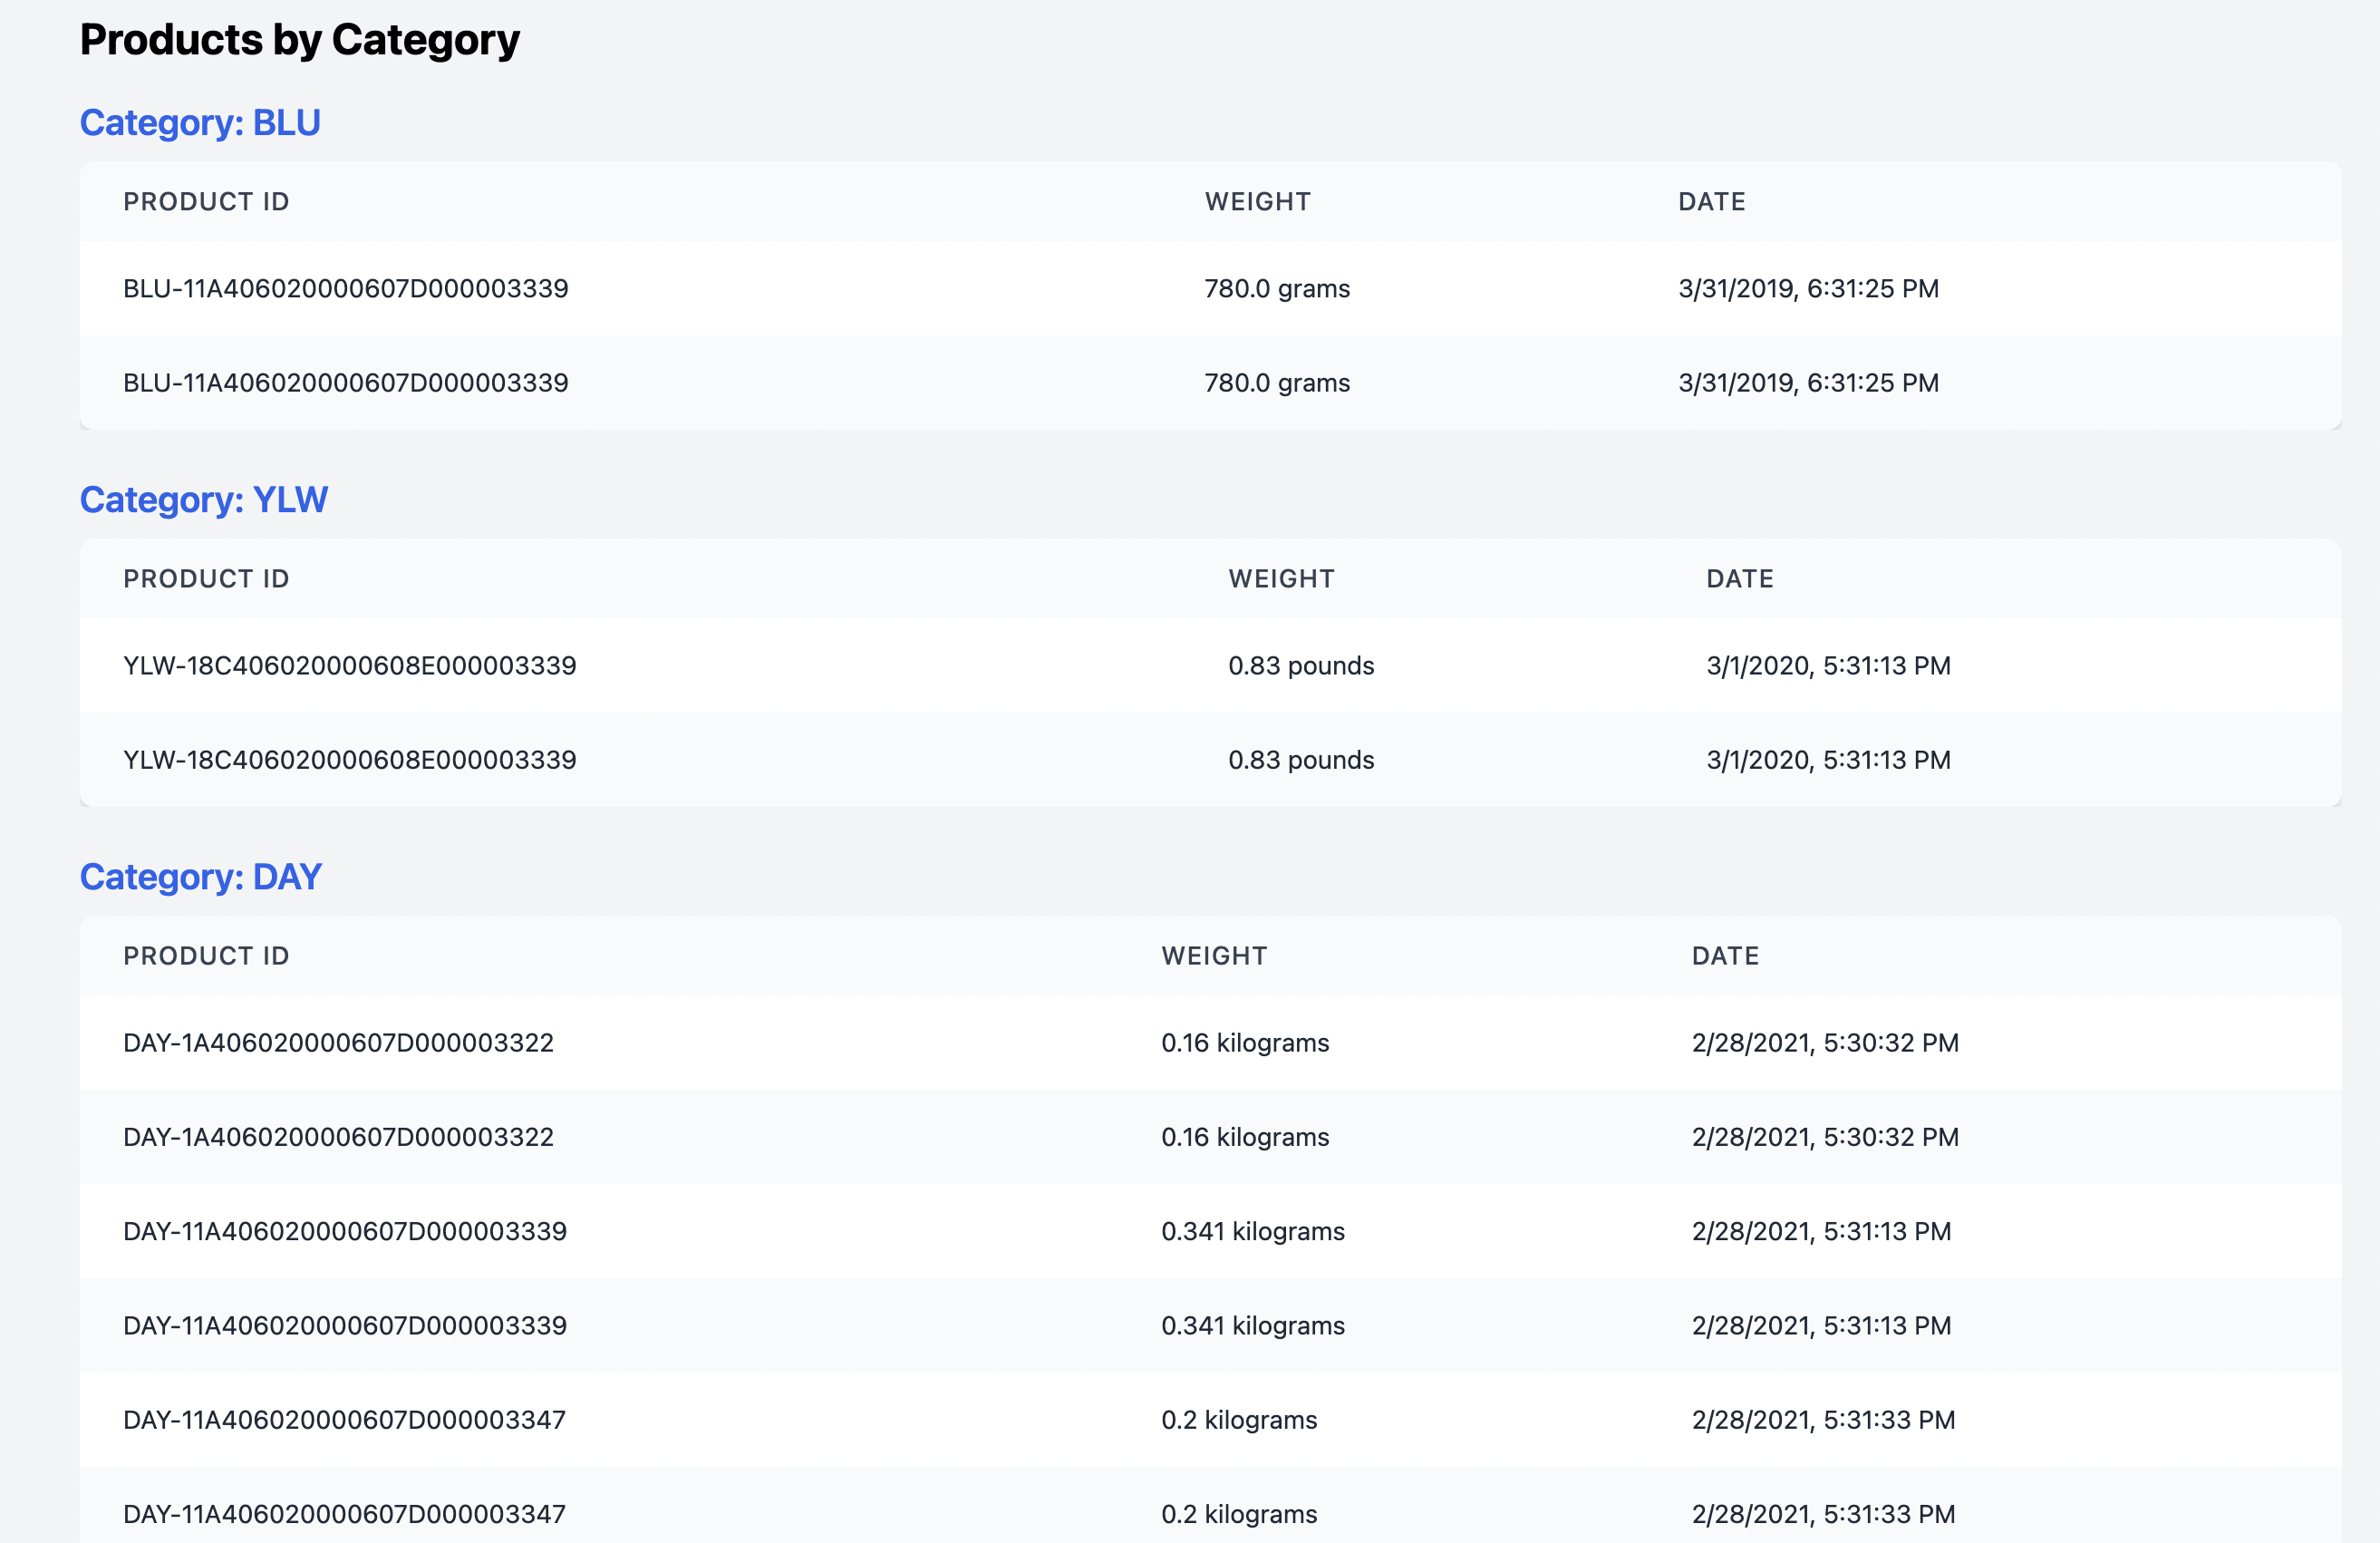 Products by Category
Category: BLU
PRODUCT ID WEIGHT DATE
BLU-11A406020000607D000003339 780.0 grams 3/31/2019, 6:31:25 PM
BLU-11A406020000607D000003339 780.0 grams 3/31/2019, 6:31:25 PM
Category: YLW
PRODUCT ID WEIGHT DATE
YLW-18C406020000608E000003339 0.83 pounds 3/1/2020, 5:31:13 PM
YLW-18C406020000608E000003339 0.83 pounds 3/1/2020, 5:31:13 PM
Category: DAY
PRODUCT ID WEIGHT DATE
DAY-1A406020000607D000003322 0.16 kilograms 2/28/2021, 5:30:32 PM
DAY-1A406020000607D000003322 0.16 kilograms 2/28/2021, 5:30:32 PM
DAY-11A406020000607D000003339 0.341 kilograms 2/28/2021, 5:31:13 PM
DAY-11A406020000607D000003339 0.341 kilograms 2/28/2021, 5:31:13 PM
DAY-11A406020000607D000003347 0.2 kilograms 2/28/2021, 5:31:33 PM
DAY-11A406020000607D000003347 0.2 kilograms 2/28/2021, 5:31:33 PM